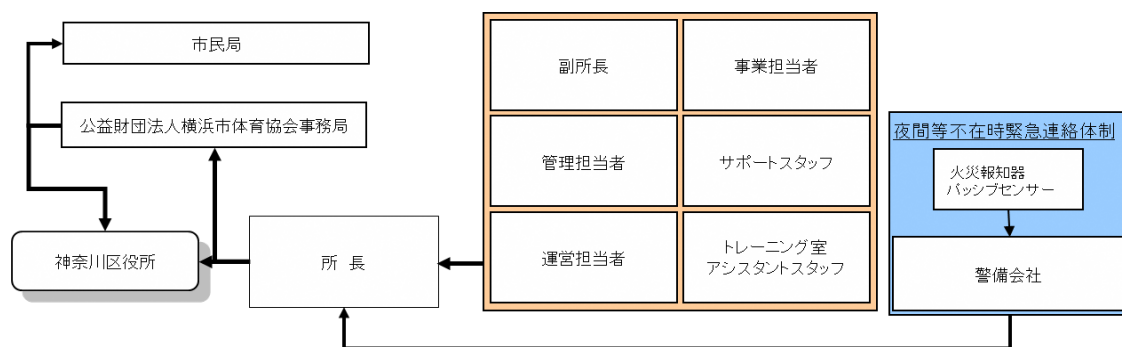 市民局
公益財団法人横浜市体育協会事務局
神奈川区役所
所 長
副所長
事業担当者
管理担当者
サポートスタッフ
運営担当者
トレーニング室
アシスタントスタッフ
夜間等不在時緊急連絡体制
火災報知器
パッシブセンサー
警備会社